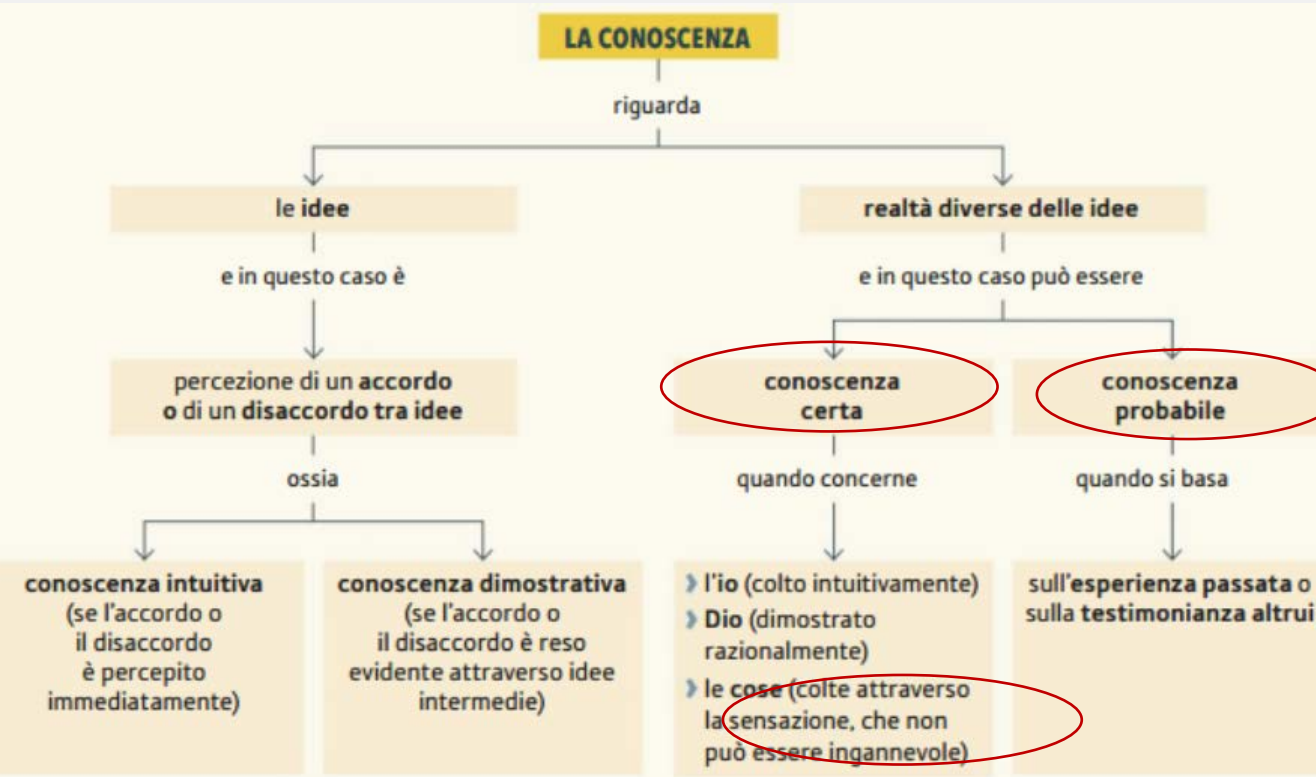 LA CONOSCENZA
riguarda
le idee
realtà diverse delle idee
e in questo caso è
e in questo caso può essere
percezione di un accordo
o di un disaccordo tra idee
conoscenza
certa
conoscenza
probabile
ossia
quando concerne
quando si basa
conoscenza intuitiva
(se l'accordo o
il disaccordo
è percepito
immediatamente)
conoscenza dimostrativa
(se l'accordo o
il disaccordo è reso
evidente attraverso idee
intermedie)
l'io (colto intuitivamente)
Dio (dimostrato
razionalmente)
le cose (colte attraverso
la sensazione, che non
può essere ingannevole)
sull'esperienza passata o
sulla testimonianza altrui